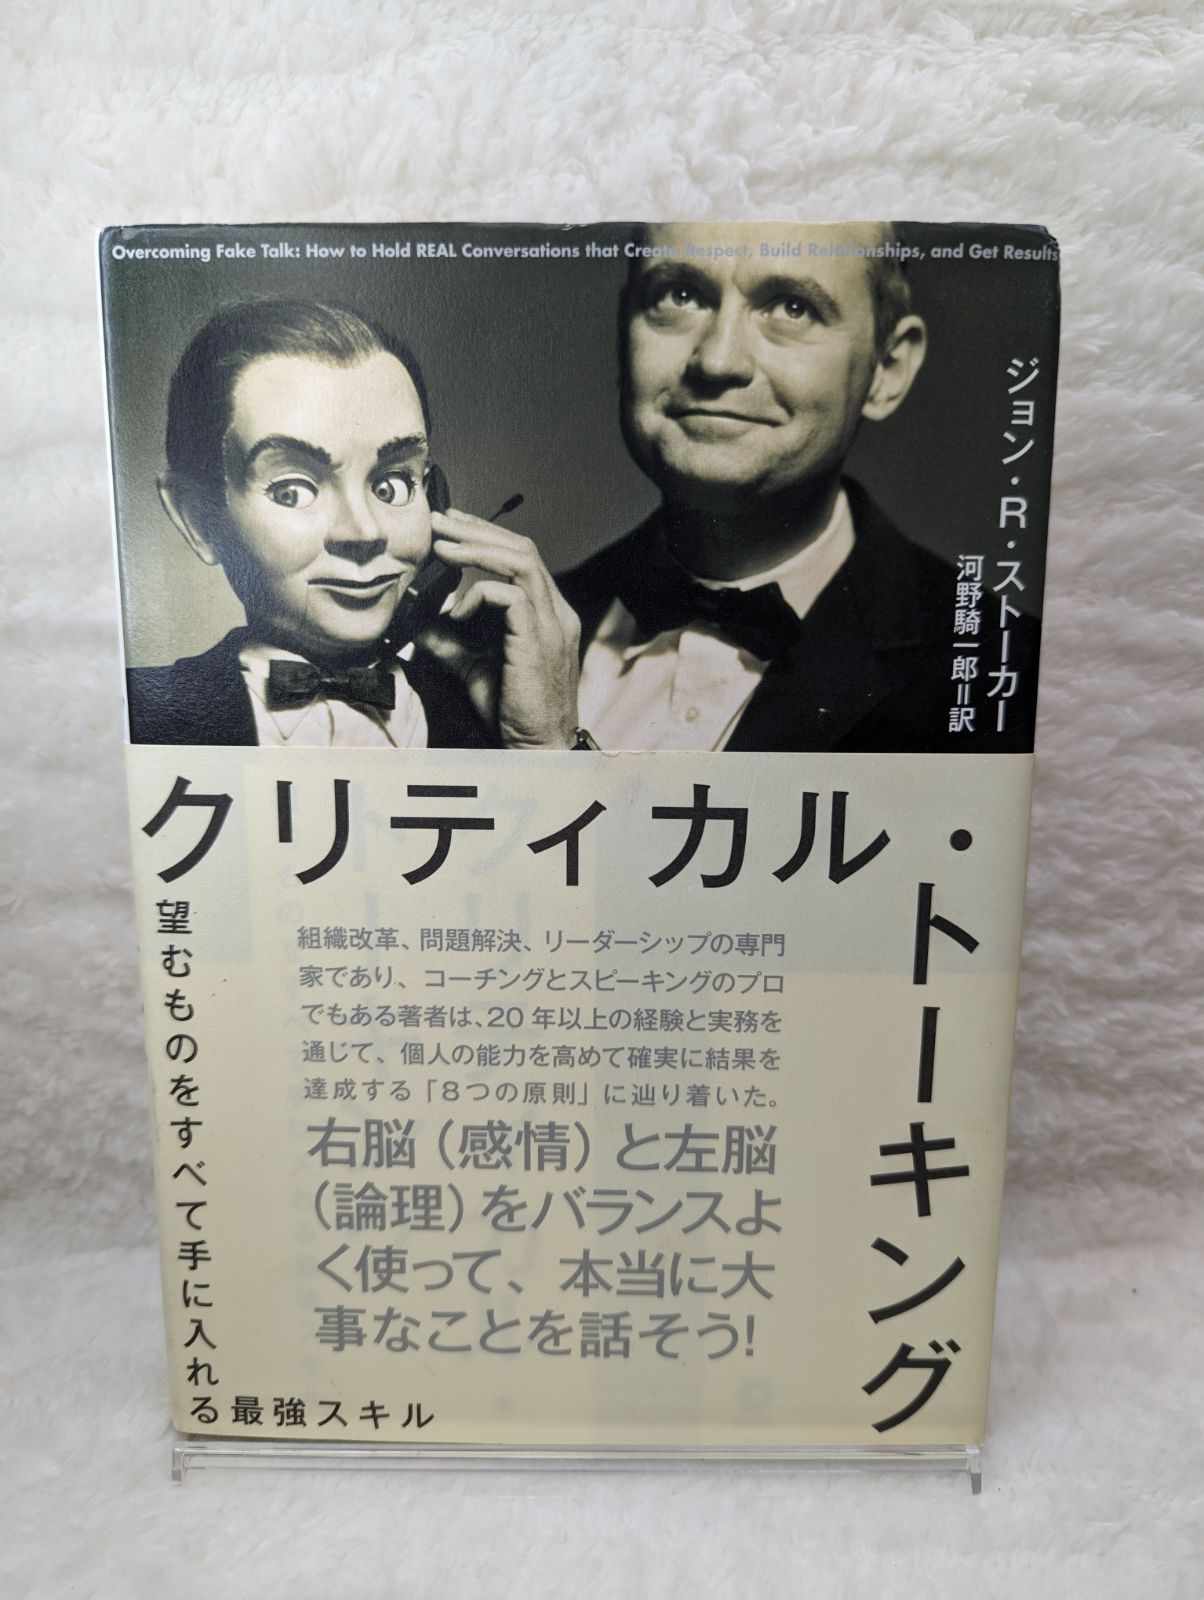 Overcoming Fake Talk: How to Hold REAL Conversations that Create Respect, Build Relationships, and Get Results
ジョン・R・ストーカー
河野騎一郎=訳
クリティカル・トーキング
望むものをすべて手に入れる最強スキル
組織改革、問題解決、リーダーシップの専門
家であり、コーチングとスピーキングのプロ
でもある著者は、20年以上の経験と実務を
通じて、個人の能力を高めて確実に結果を
達成する「8つの原則」に辿り着いた。
右脳（感情）と左脳
（論理）をバランスよ
く使って、本当に大
事なことを話そう!